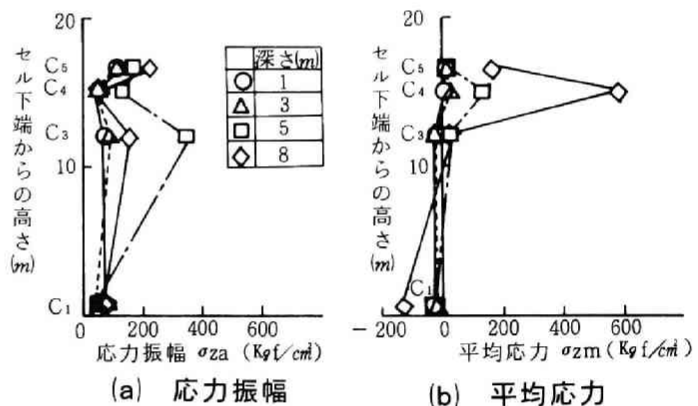 20
C₅
C₄
C₃
10
C₁
セル下端からの高さ(m)
0 200 400 600
応力振幅 σza (Kgf/cm²)
(a) 応力振幅
深さ(m)
○ 1
△ 3
□ 5
◇ 8
20
C₅
C₄
C₃
10
C₁
セル下端からの高さ(m)
－200 0 200 400 600
平均応力 σzm (Kgf/cm²)
(b) 平均応力